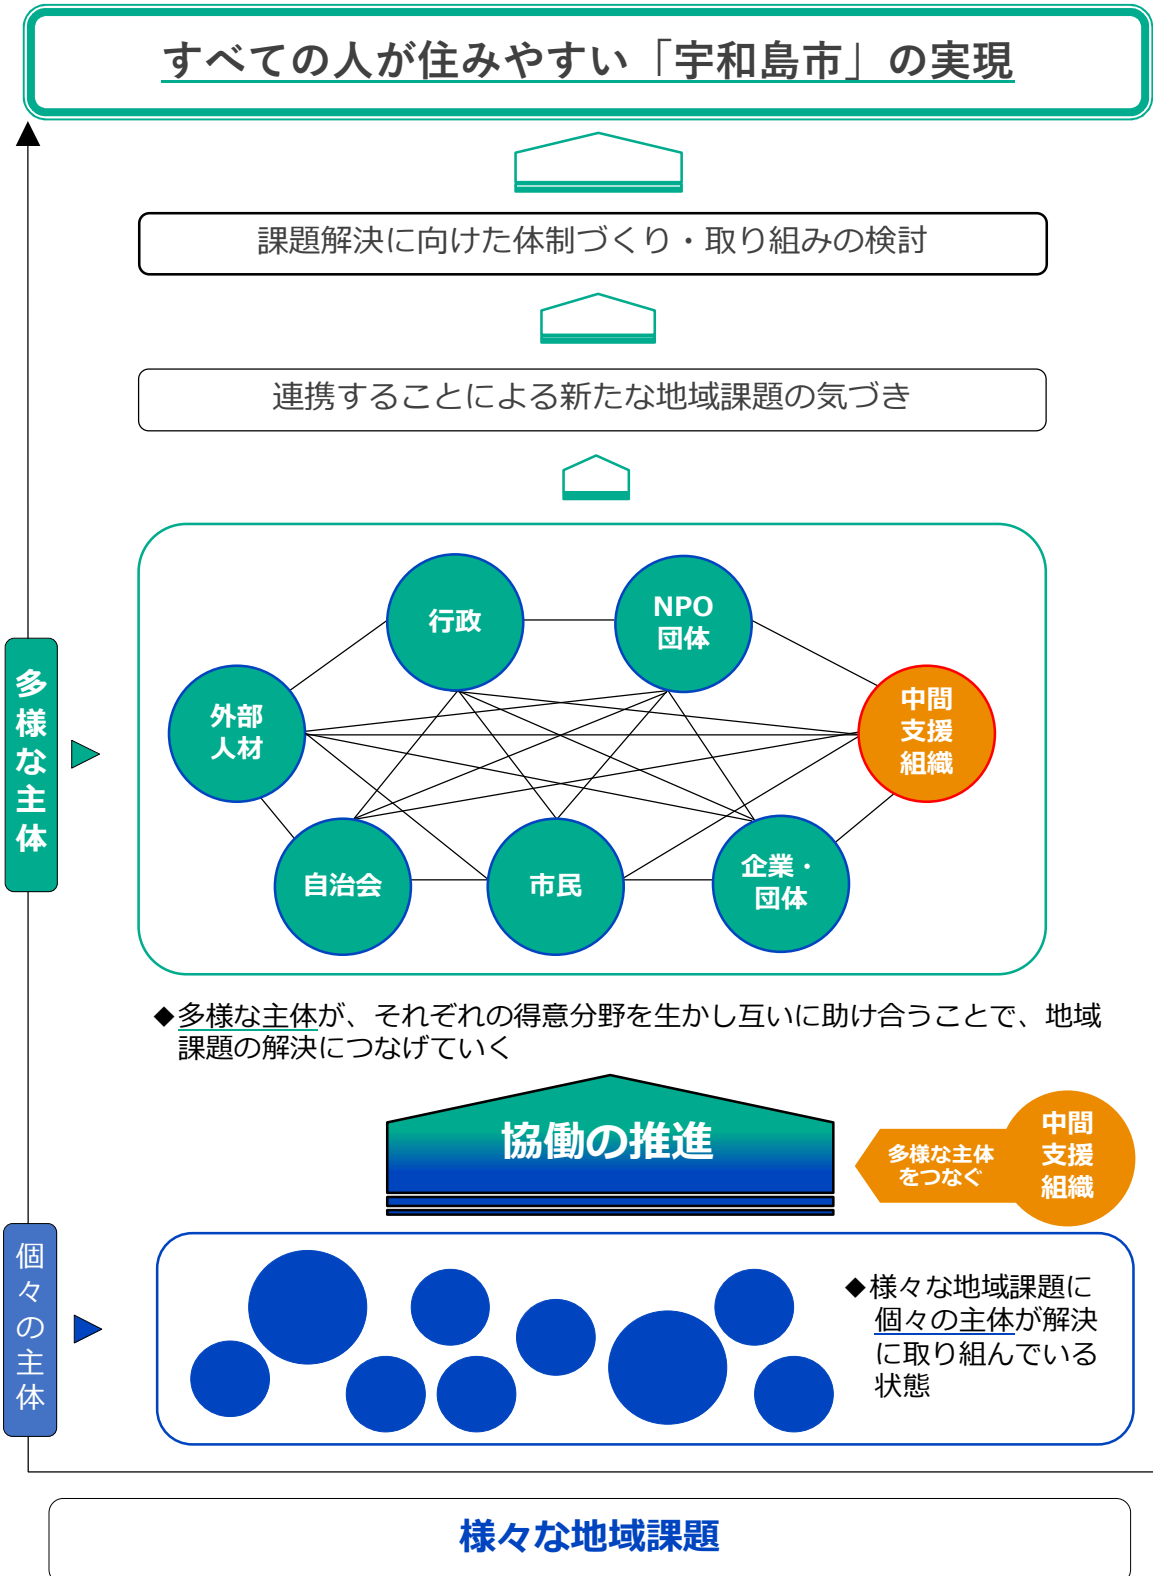 すべての人が住みやすい「宇和島市」の実現
課題解決に向けた体制づくり・取り組みの検討
連携することによる新たな地域課題の気づき
多様な主体
行政
NPO
団体
外部
人材
中間
支援
組織
自治会
市民
企業・
団体
◆多様な主体が、それぞれの得意分野を生かし互いに助け合うことで、地域
課題の解決につなげていく
協働の推進
多様な主体
をつなぐ
中間
支援
組織
個々の主体
◆様々な地域課題に
個々の主体が解決
に取り組んでいる
状態
様々な地域課題